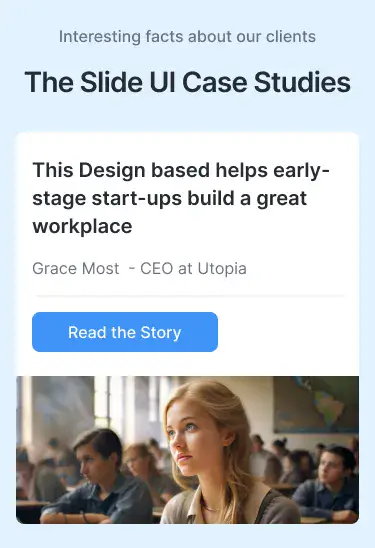 Interesting facts about our clients
The Slide UI Case Studies
This Design based helps early-
stage start-ups build a great
workplace
Grace Most  - CEO at Utopia
Read the Story